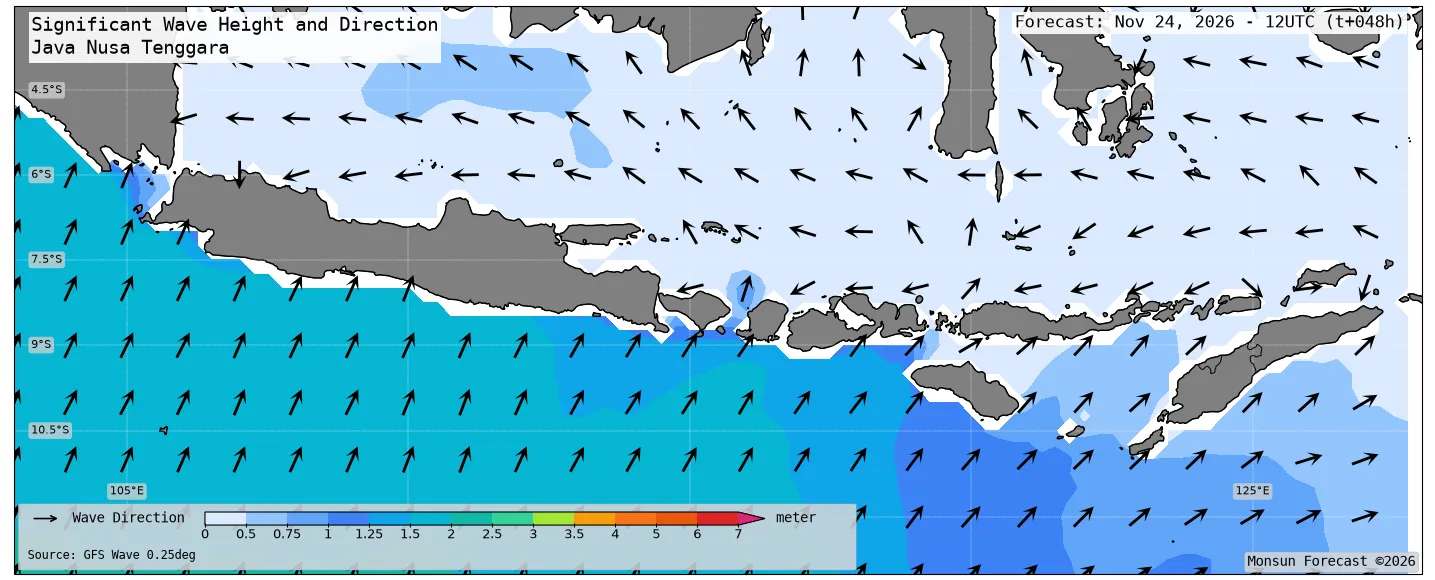 Significant Wave Height and Direction
Java Nusa Tenggara
Forecast: Nov 24, 2026 - 12UTC (t+048h)
4.5°S
6°S
7.5°S
9°S
10.5°S
105°E
125°E
Wave Direction
0 0.5 0.75 1 1.25 1.5 2 2.5 3 3.5 4 5 6 7
meter
Source: GFS Wave 0.25deg
Monsun Forecast ©2026